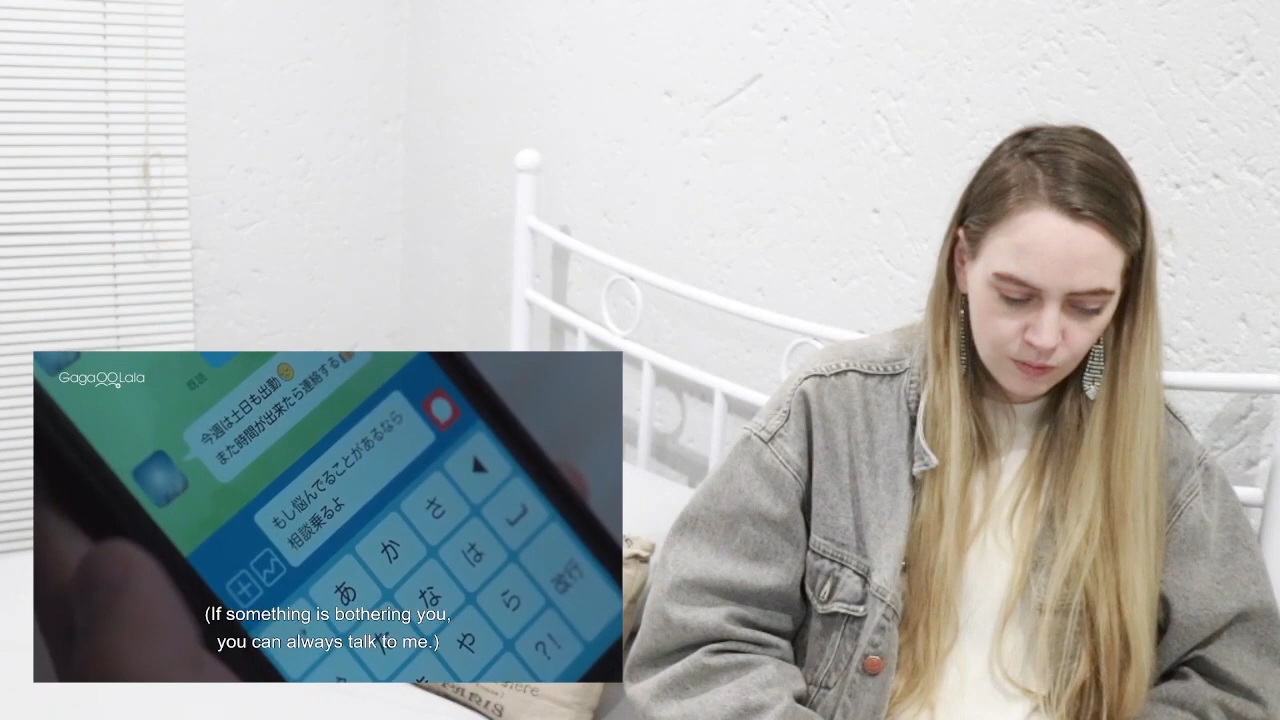 GagaOOLala
既読
今週は土日も出勤😥
また時間が出来たら連絡する
もし悩んでることがあるなら
相談乗るよ
さ
か
は
あ
な
ら
改行
や
?!
(If something is bothering you,
you can always talk to me.)